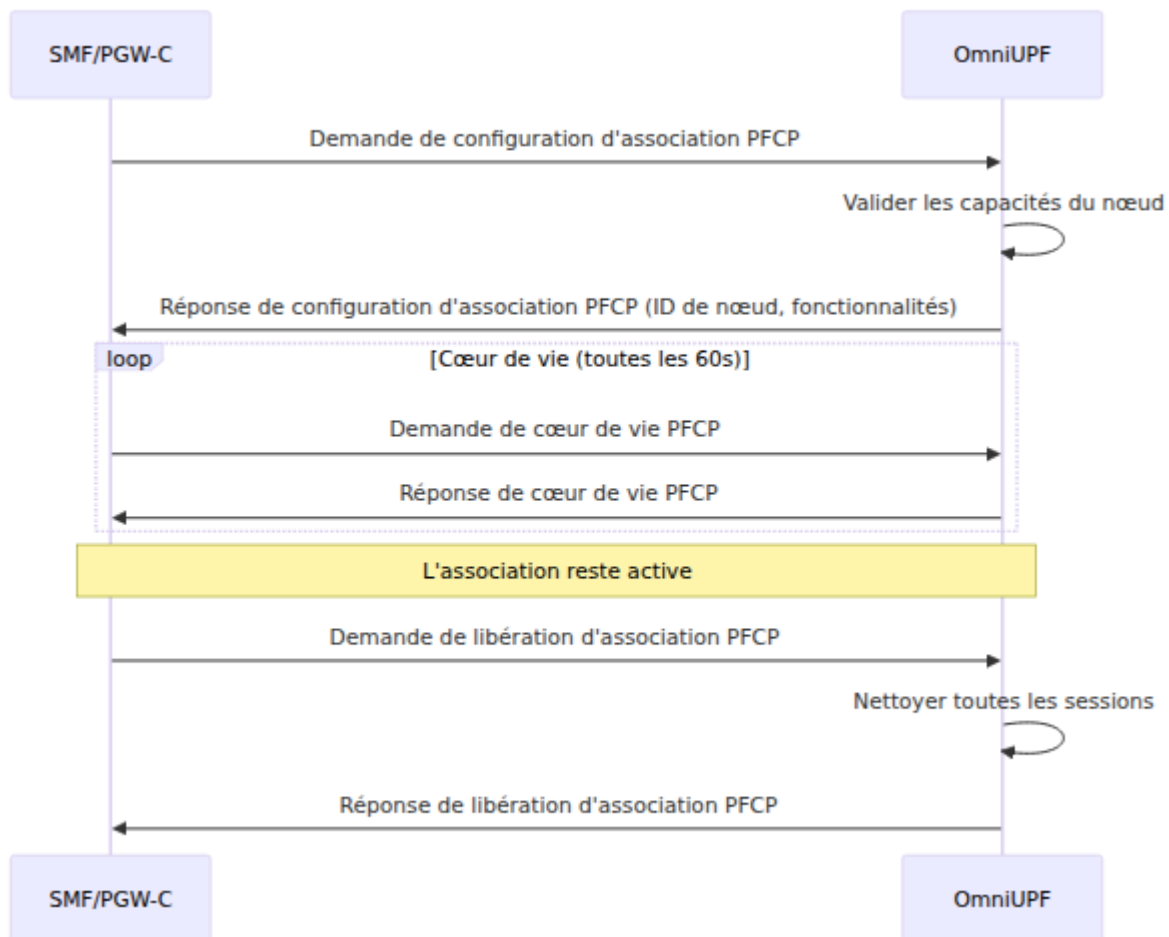 SMF/PGW-C
OmniUPF
Demande de configuration d'association PFCP
Valider les capacités du nœud
Réponse de configuration d'association PFCP (ID de nœud, fonctionnalités)
loop
[Cœur de vie (toutes les 60s)]
Demande de cœur de vie PFCP
Réponse de cœur de vie PFCP
L'association reste active
Demande de libération d'association PFCP
Nettoyer toutes les sessions
Réponse de libération d'association PFCP
SMF/PGW-C
OmniUPF